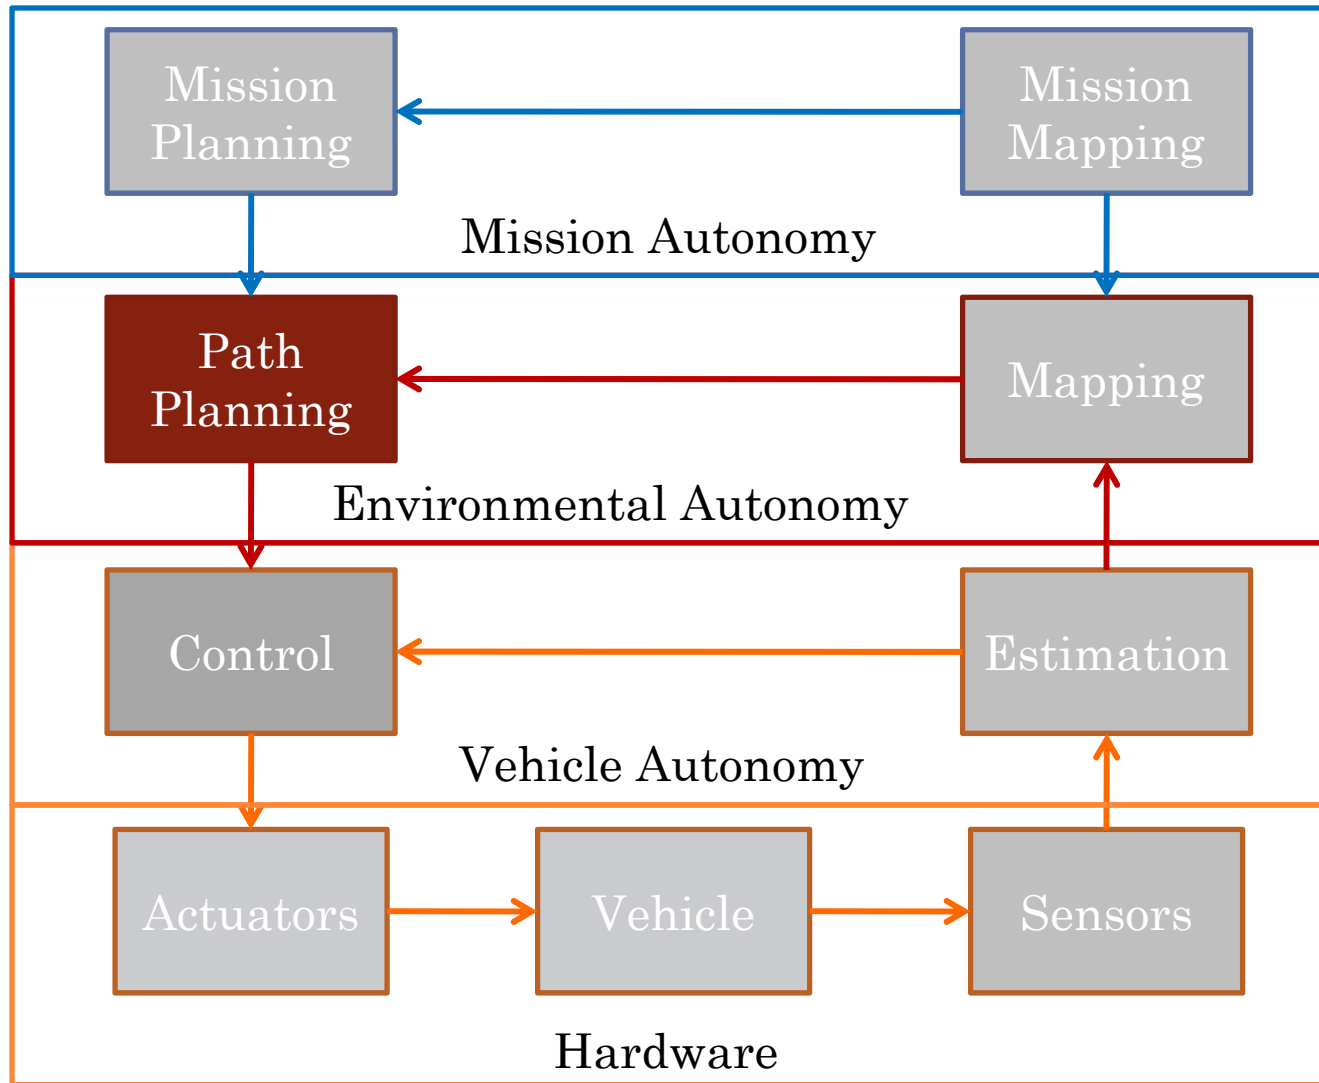 Mission
Planning
Mission
Mapping
Mission Autonomy
Path
Planning
Mapping
Environmental Autonomy
Control
Estimation
Vehicle Autonomy
Actuators
Vehicle
Sensors
Hardware